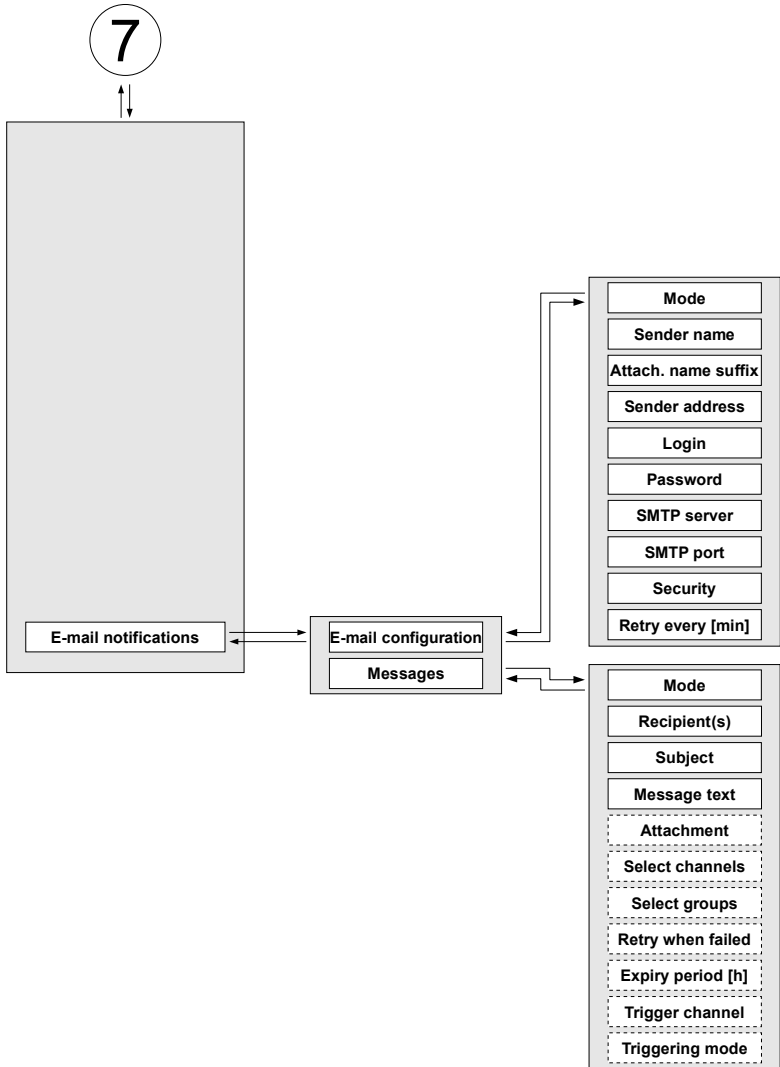 7
E-mail notifications
E-mail configuration
Messages
Mode
Sender name
Attach. name suffix
Sender address
Login
Password
SMTP server
SMTP port
Security
Retry every [min]
Mode
Recipient(s)
Subject
Message text
Attachment
Select channels
Select groups
Retry when failed
Expiry period [h]
Trigger channel
Triggering mode